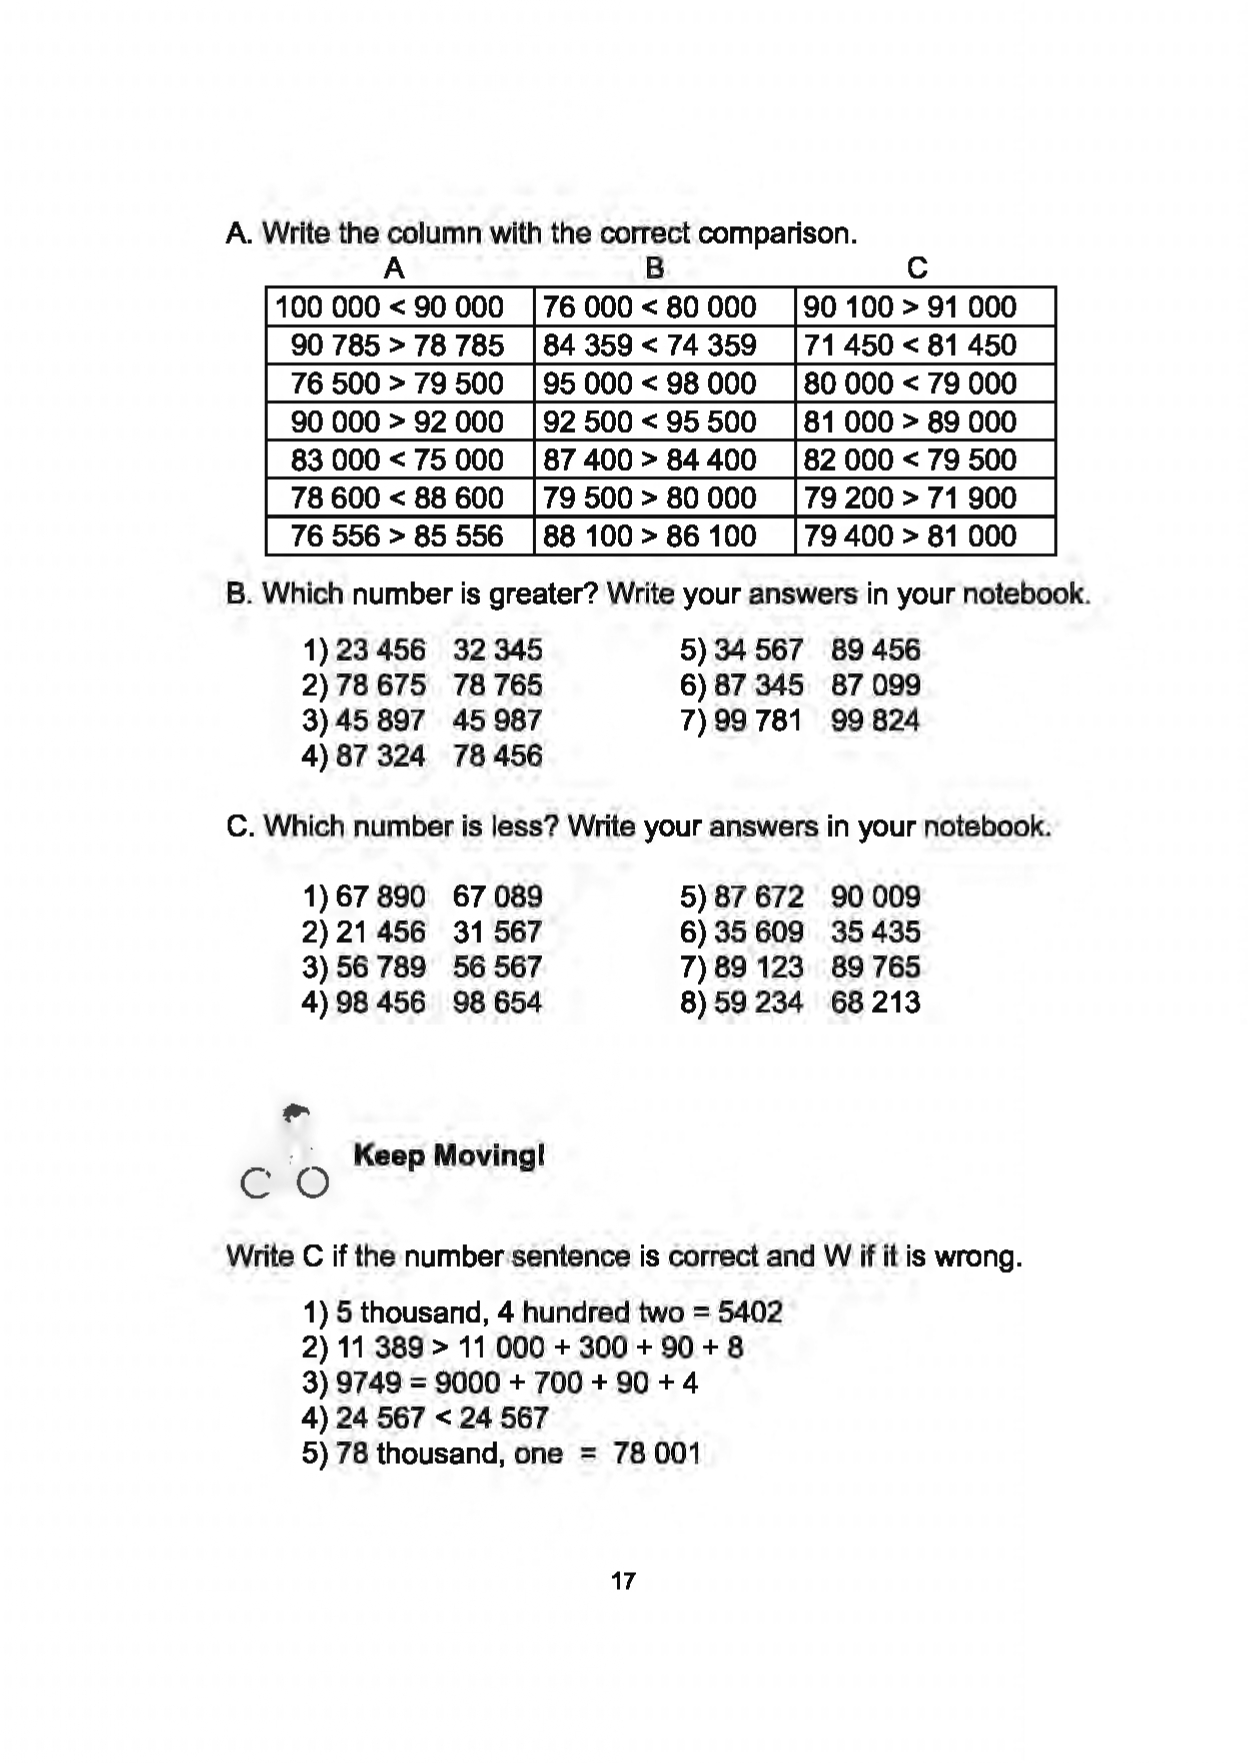 A. Write the column with the correct comparison.
A B C
100 000 < 90 000 76 000 < 80 000 90 100 > 91 000
90 785 > 78 785 84 359 < 74 359 71 450 < 81 450
76 500 > 79 500 95 000 < 98 000 80 000 < 79 000
90 000 > 92 000 92 500 < 95 500 81 000 > 89 000
83 000 < 75 000 87 400 > 84 400 82 000 < 79 500
78 600 < 88 600 79 500 > 80 000 79 200 > 71 900
76 556 > 85 556 88 100 > 86 100 79 400 > 81 000
B. Which number is greater? Write your answers in your notebook.
1) 23 456 32 345 5) 34 567 89 456
2) 78 675 78 765 6) 87 345 87 099
3) 45 897 45 987 7) 99 781 99 824
4) 87 324 78 456
C. Which number is less? Write your answers in your notebook.
1) 67 890 67 089 5) 87 672 90 009
2) 21 456 31 567 6) 35 609 35 435
3) 56 789 56 567 7) 89 123 89 765
4) 98 456 98 654 8) 59 234 68 213
Keep Moving!
Write C if the number sentence is correct and W if it is wrong.
1) 5 thousand, 4 hundred two = 5402
2) 11 389 > 11 000 + 300 + 90 + 8
3) 9749 = 9000 + 700 + 90 + 4
4) 24 567 < 24 567
5) 78 thousand, one = 78 001
17